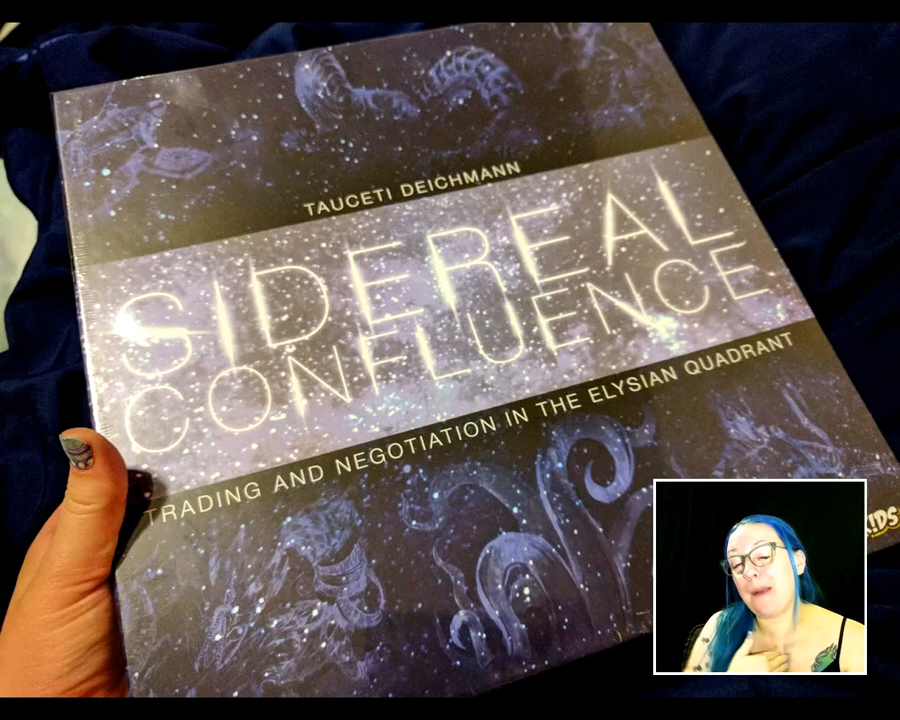 TAUCETI DEICHMANN
SIDEREAL
CONFLUENCE
TRADING AND NEGOTIATION IN THE ELYSIAN QUADRANT